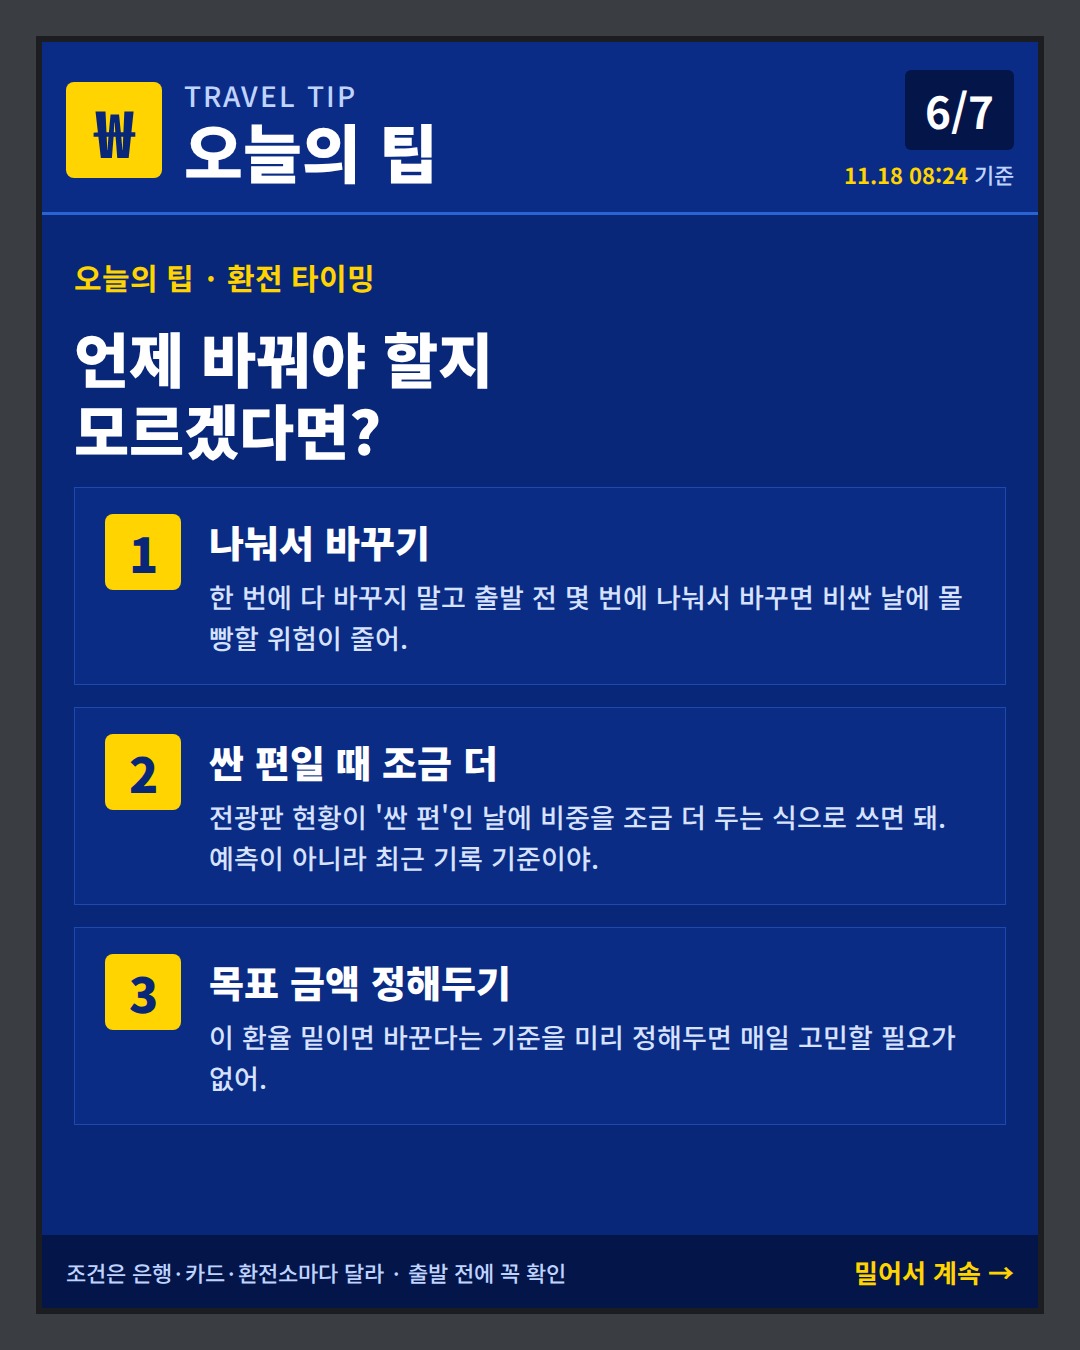 ₩
TRAVEL TIP
오늘의 팁
6/7
11.18 08:24 기준
오늘의 팁 · 환전 타이밍
언제 바꿔야 할지
모르겠다면?
1
나눠서 바꾸기
한 번에 다 바꾸지 말고 출발 전 몇 번에 나눠서 바꾸면 비싼 날에 몰
빵할 위험이 줄어.
2
싼 편일 때 조금 더
전광판 현황이 '싼 편'인 날에 비중을 조금 더 두는 식으로 쓰면 돼.
예측이 아니라 최근 기록 기준이야.
3
목표 금액 정해두기
이 환율 밑이면 바꾼다는 기준을 미리 정해두면 매일 고민할 필요가
없어.
조건은 은행·카드·환전소마다 달라 · 출발 전에 꼭 확인
밀어서 계속 →